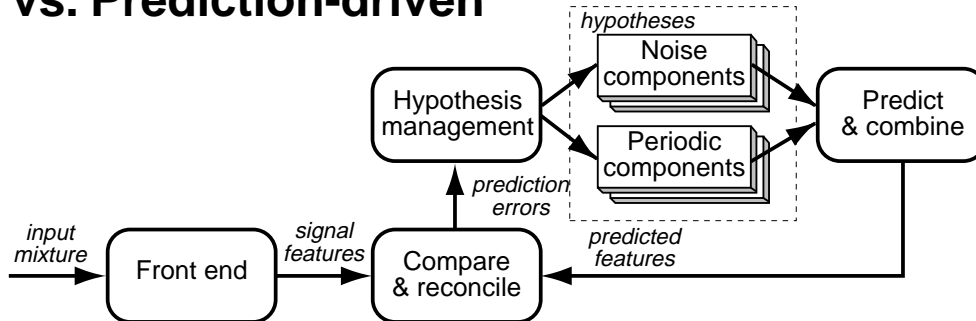 vs. Prediction-driven
hypotheses
Noise
components
Hypothesis
management
Predict
& combine
Periodic
components
prediction
errors
input
mixture
signal
features
predicted
features
Front end
Compare
& reconcile